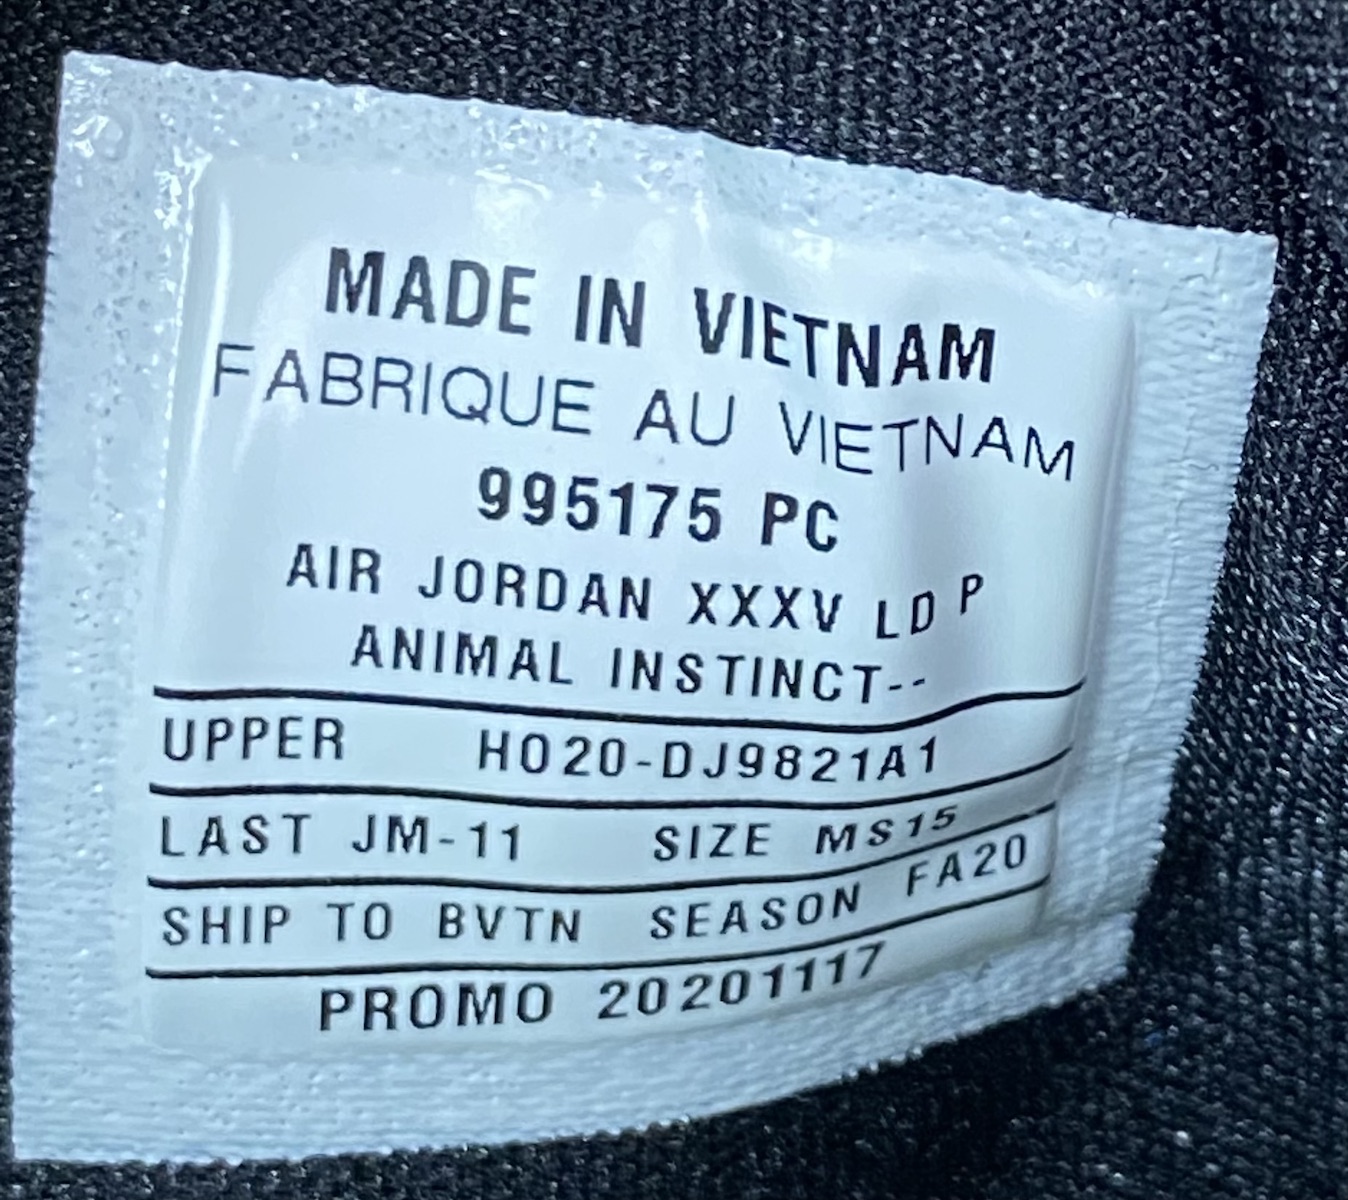 MADE IN VIETNAM
FABRIQUE AU VIETNAM
995175 PC
AIR JORDAN XXXV LD P
ANIMAL INSTINCT--
UPPER HO20-DJ9821A1
LAST JM-11 SIZE MS15
SHIP TO BVTN SEASON FA20
PROMO 20201117